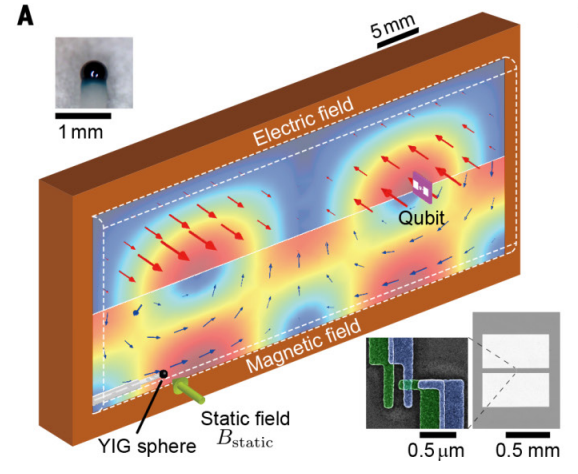 A
5 mm
1 mm
Electric field
Qubit
Magnetic field
Static field
B_static
YIG sphere
0.5 μm
0.5 mm